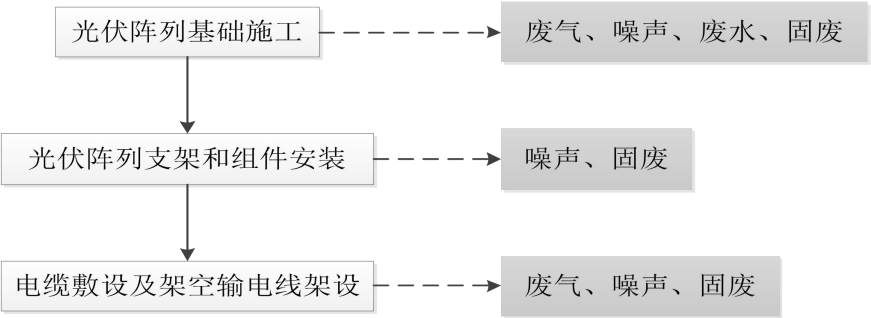 光伏阵列基础施工
废气、噪声、废水、固废
光伏阵列支架和组件安装
噪声、固废
电缆敷设及架空输电线架设
废气、噪声、固废